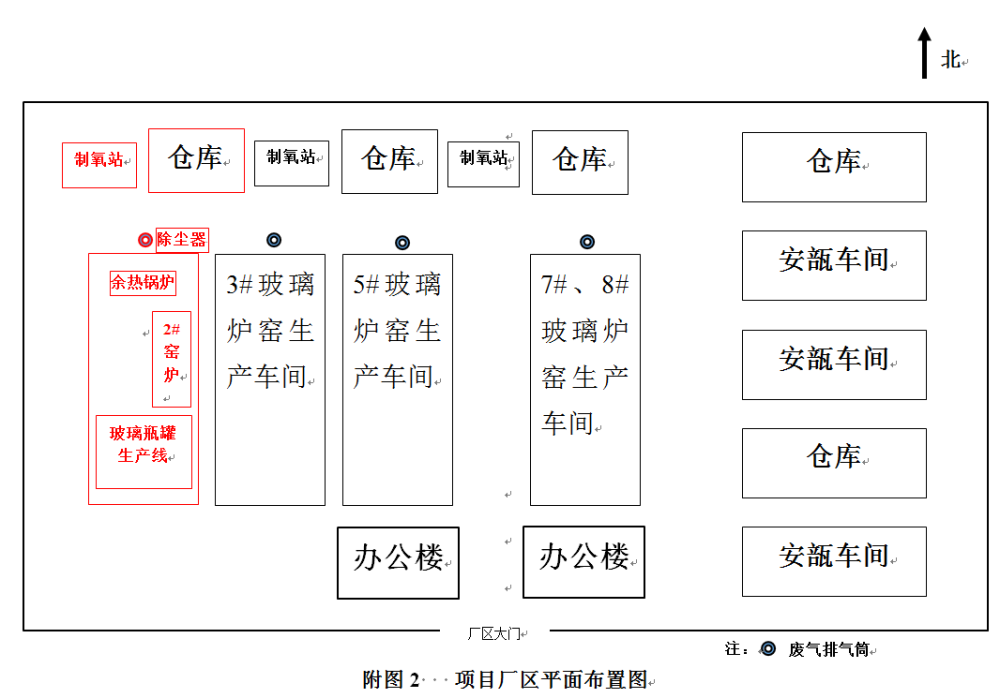 北
制氧站
仓库
制氧站
仓库
制氧站
仓库
仓库
除尘器
余热锅炉
2#
窑
炉
玻璃瓶罐
生产线
3#玻璃
炉窑生
产车间
5#玻璃
炉窑生
产车间
7#、8#
玻璃炉
窑生产
车间
安瓿车间
安瓿车间
仓库
安瓿车间
办公楼
办公楼
厂区大门
注： 废气排气筒
附图 2··· 项目厂区平面布置图